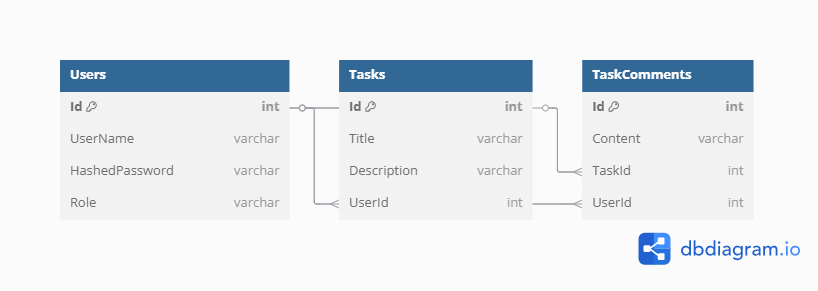 Users
Id int
UserName varchar
HashedPassword varchar
Role varchar
Tasks
Id int
Title varchar
Description varchar
UserId int
TaskComments
Id int
Content varchar
TaskId int
UserId int
dbdiagram.io